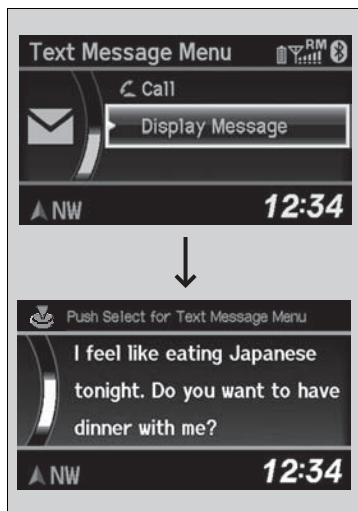 Text Message Menu RM
Call
Display Message
NW 12:34
Push Select for Text Message Menu
I feel like eating Japanese
tonight. Do you want to have
dinner with me?
NW 12:34